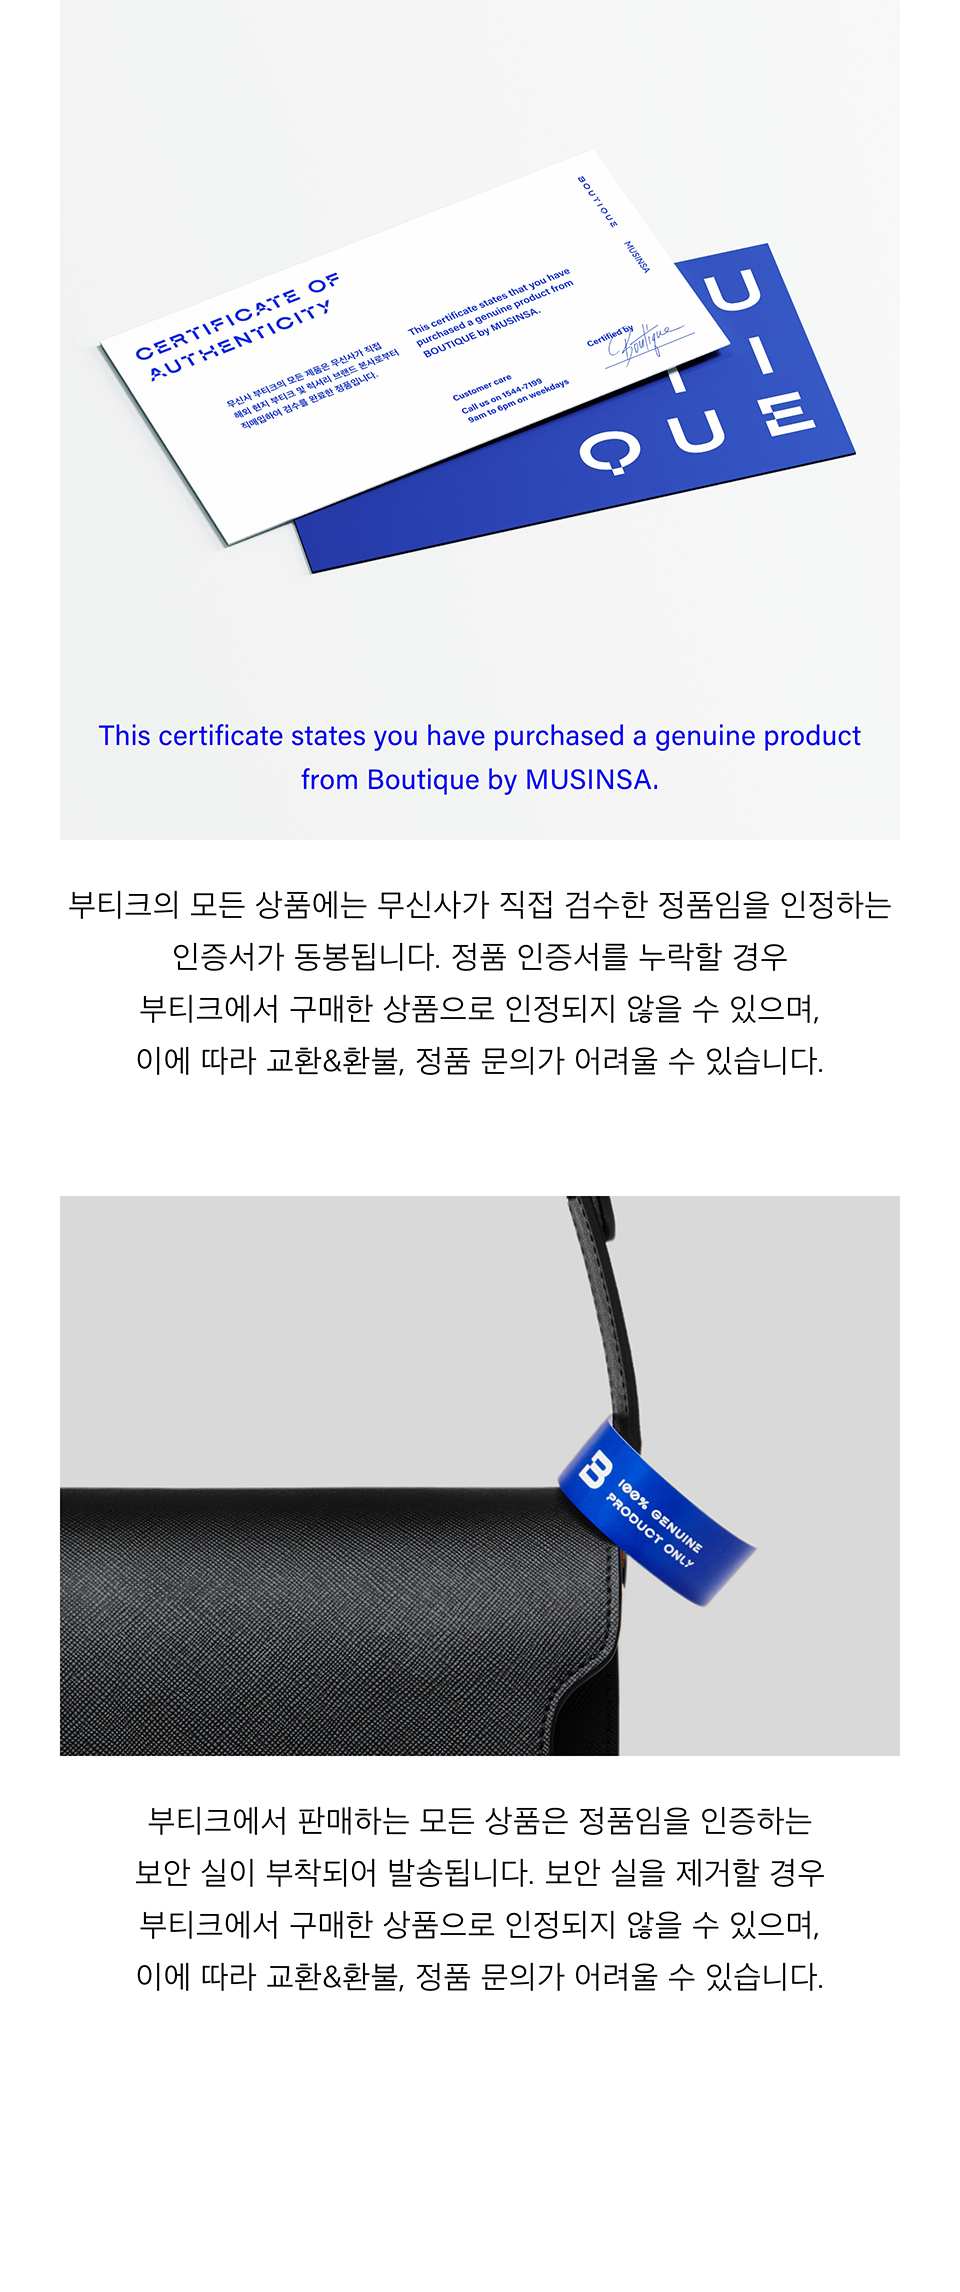 BOUTIQUE
MUSINSA
CERTIFICATE OF
AUTHENTICITY
무신사 부티크의 모든 제품은 무신사가 직접
해외 현지 부티크 및 럭셔리 브랜드 본사로부터
직매입하여 검수를 완료한 정품입니다.
This certificate states that you have
purchased a genuine product from
BOUTIQUE by MUSINSA.
Customer care
Call us on 1544-7199
9am to 6pm on weekdays
Certified by
Boutique
U
I I
QUE
This certificate states you have purchased a genuine product
from Boutique by MUSINSA.
부티크의 모든 상품에는 무신사가 직접 검수한 정품임을 인정하는
인증서가 동봉됩니다. 정품 인증서를 누락할 경우
부티크에서 구매한 상품으로 인정되지 않을 수 있으며,
이에 따라 교환&환불, 정품 문의가 어려울 수 있습니다.
B
100% GENUINE
PRODUCT ONLY
부티크에서 판매하는 모든 상품은 정품임을 인증하는
보안 실이 부착되어 발송됩니다. 보안 실을 제거할 경우
부티크에서 구매한 상품으로 인정되지 않을 수 있으며,
이에 따라 교환&환불, 정품 문의가 어려울 수 있습니다.